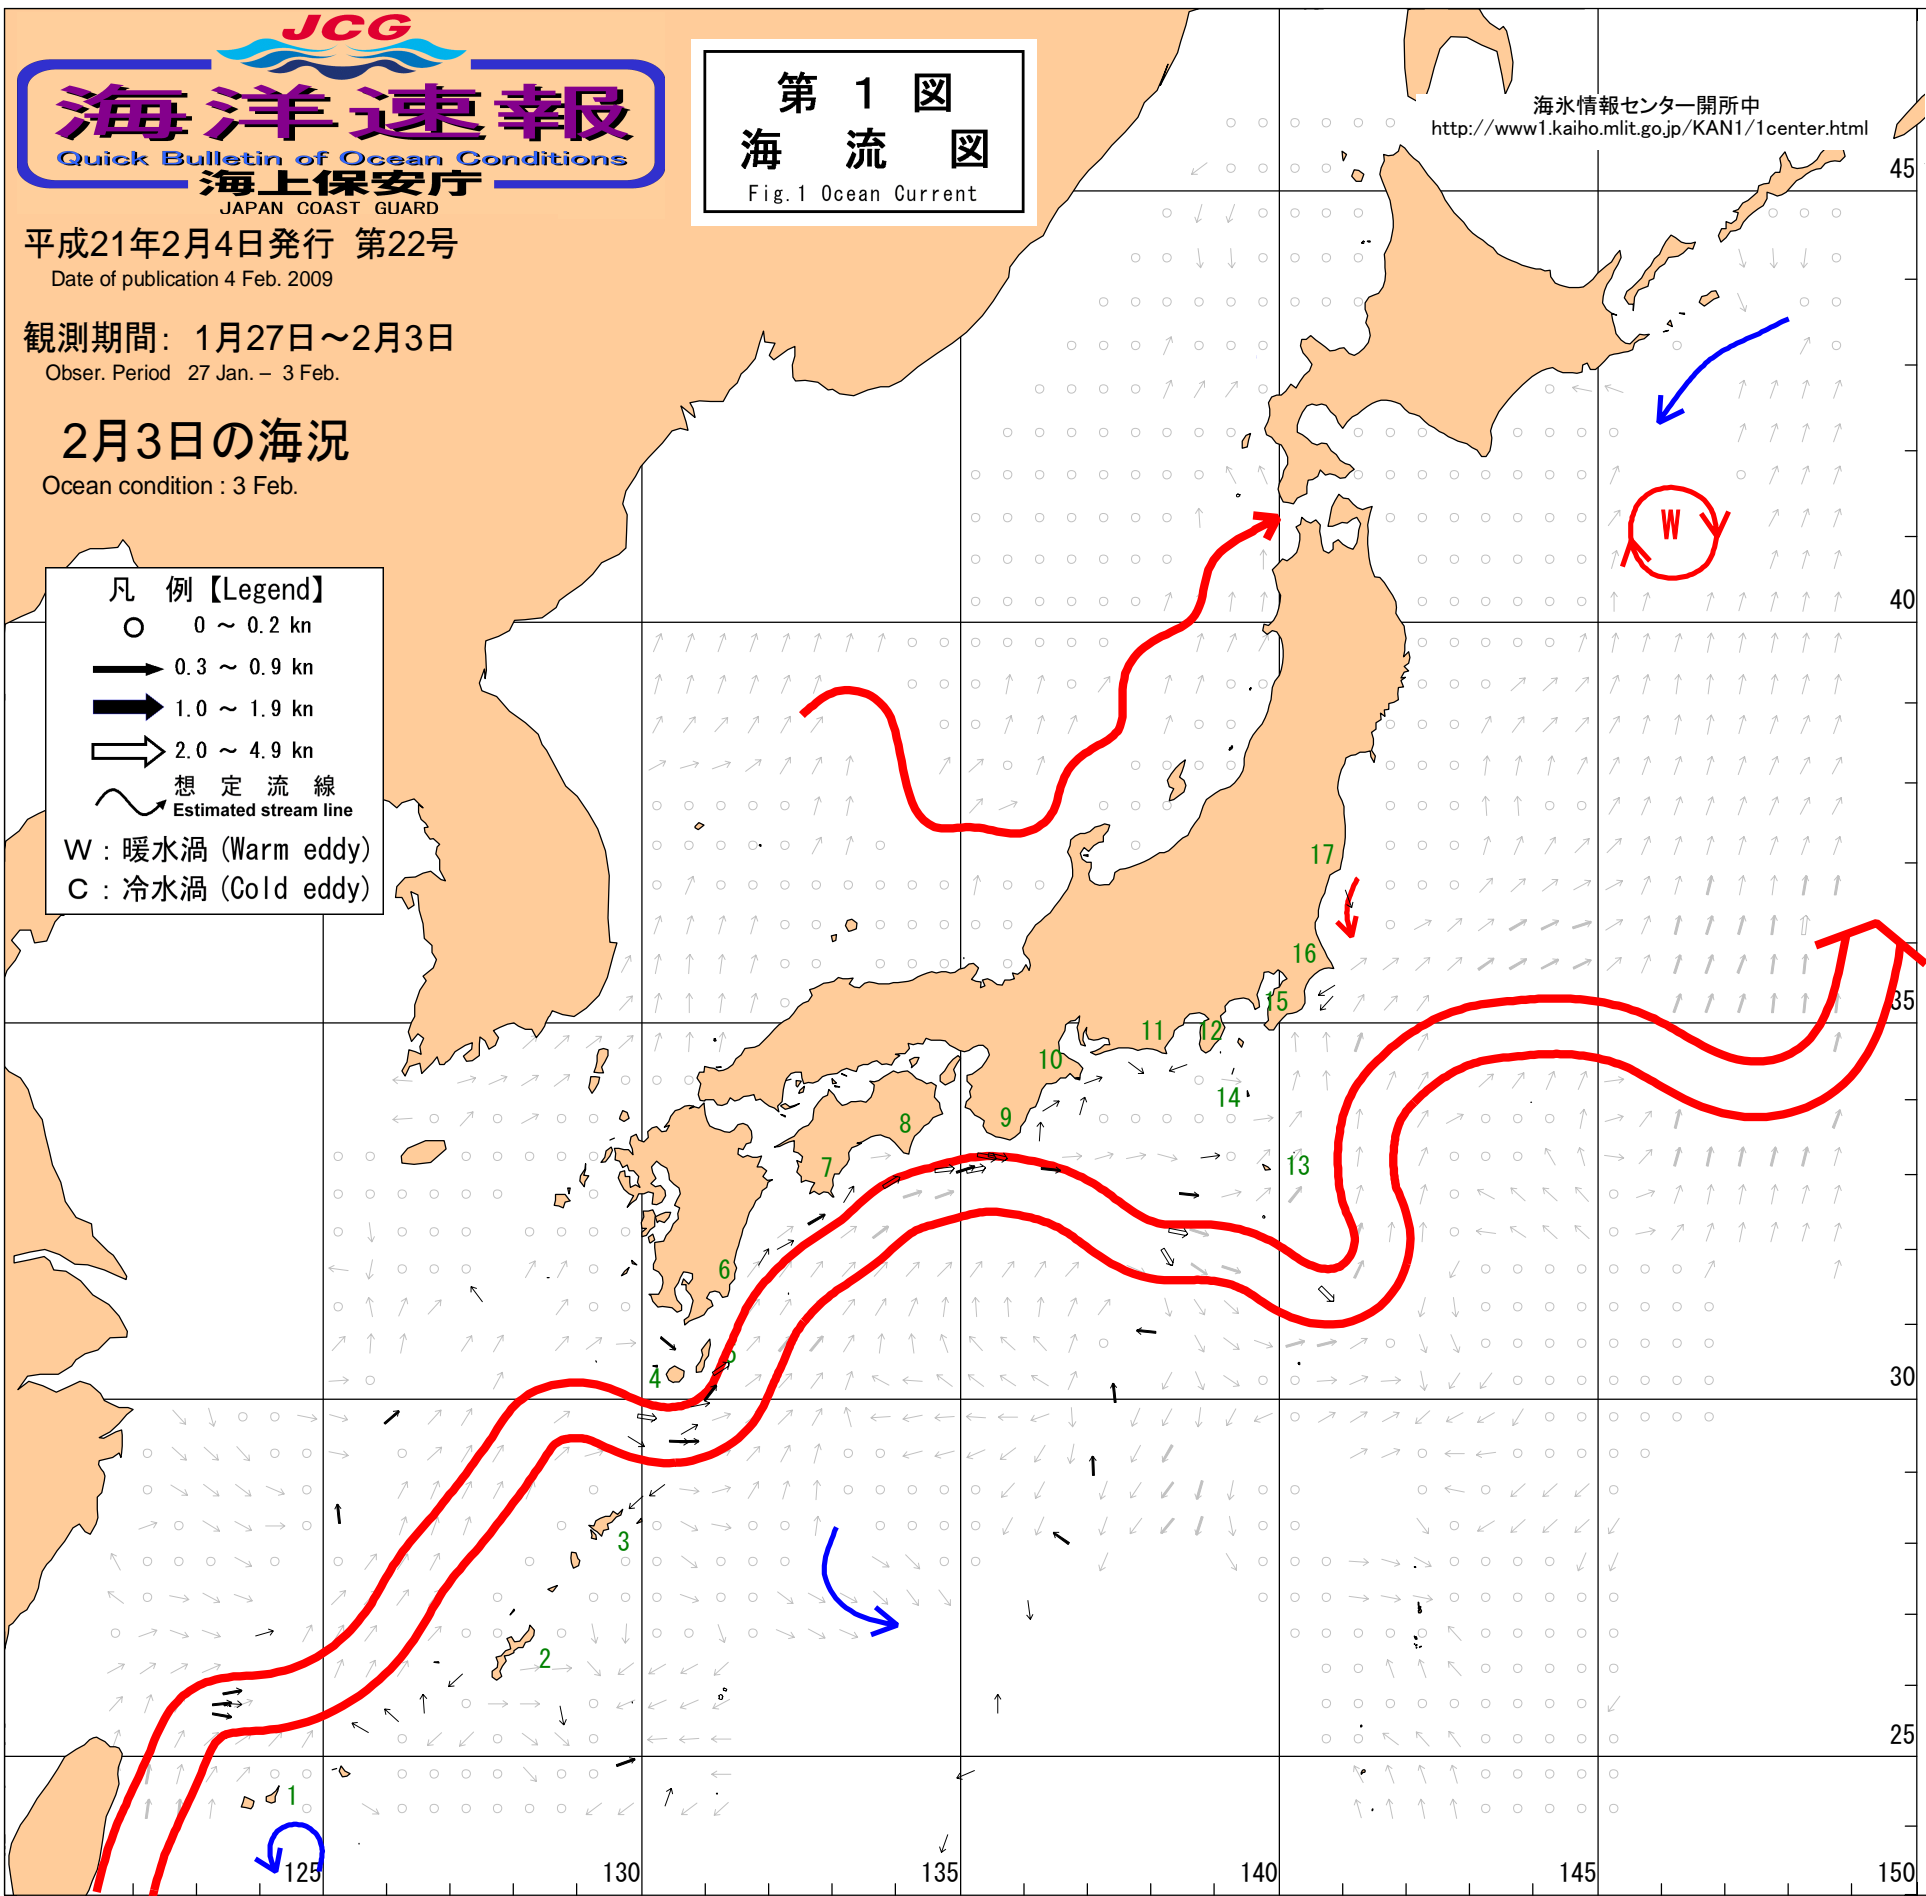 JCG
海洋速報
Quick Bulletin of Ocean Conditions
海上保安庁
JAPAN COAST GUARD
平成21年2月4日発行 第22号
Date of publication 4 Feb. 2009
観測期間: 1月27日～2月3日
Obser. Period 27 Jan. – 3 Feb.
2月3日の海況
Ocean condition : 3 Feb.
第 1 図
海 流 図
Fig.1 Ocean Current
海氷情報センター開所中
http://www1.kaiho.mlit.go.jp/KAN1/1center.html
凡 例【Legend】
0 ～ 0.2 kn
0.3 ～ 0.9 kn
1.0 ～ 1.9 kn
2.0 ～ 4.9 kn
想 定 流 線
Estimated stream line
W : 暖水渦 (Warm eddy)
C : 冷水渦 (Cold eddy)
45
W
40
17
16
35
15
12
11
10
14
9
8
7
13
6
30
4
3
2
25
1
125
130
135
140
145
150